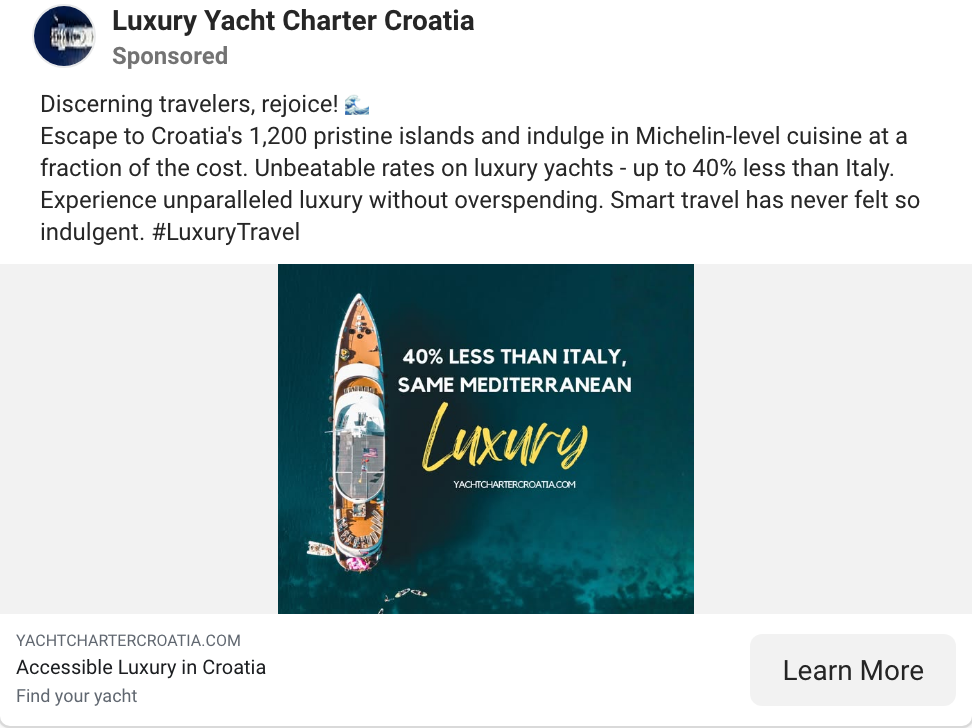 Luxury Yacht Charter Croatia
Sponsored
Discerning travelers, rejoice! 🌊
Escape to Croatia's 1,200 pristine islands and indulge in Michelin-level cuisine at a
fraction of the cost. Unbeatable rates on luxury yachts - up to 40% less than Italy.
Experience unparalleled luxury without overspending. Smart travel has never felt so
indulgent. #LuxuryTravel
40% LESS THAN ITALY,
SAME MEDITERRANEAN
Luxury
YACHTCHARTERCROATIA.COM
YACHTCHARTERCROATIA.COM
Accessible Luxury in Croatia
Find your yacht
Learn More